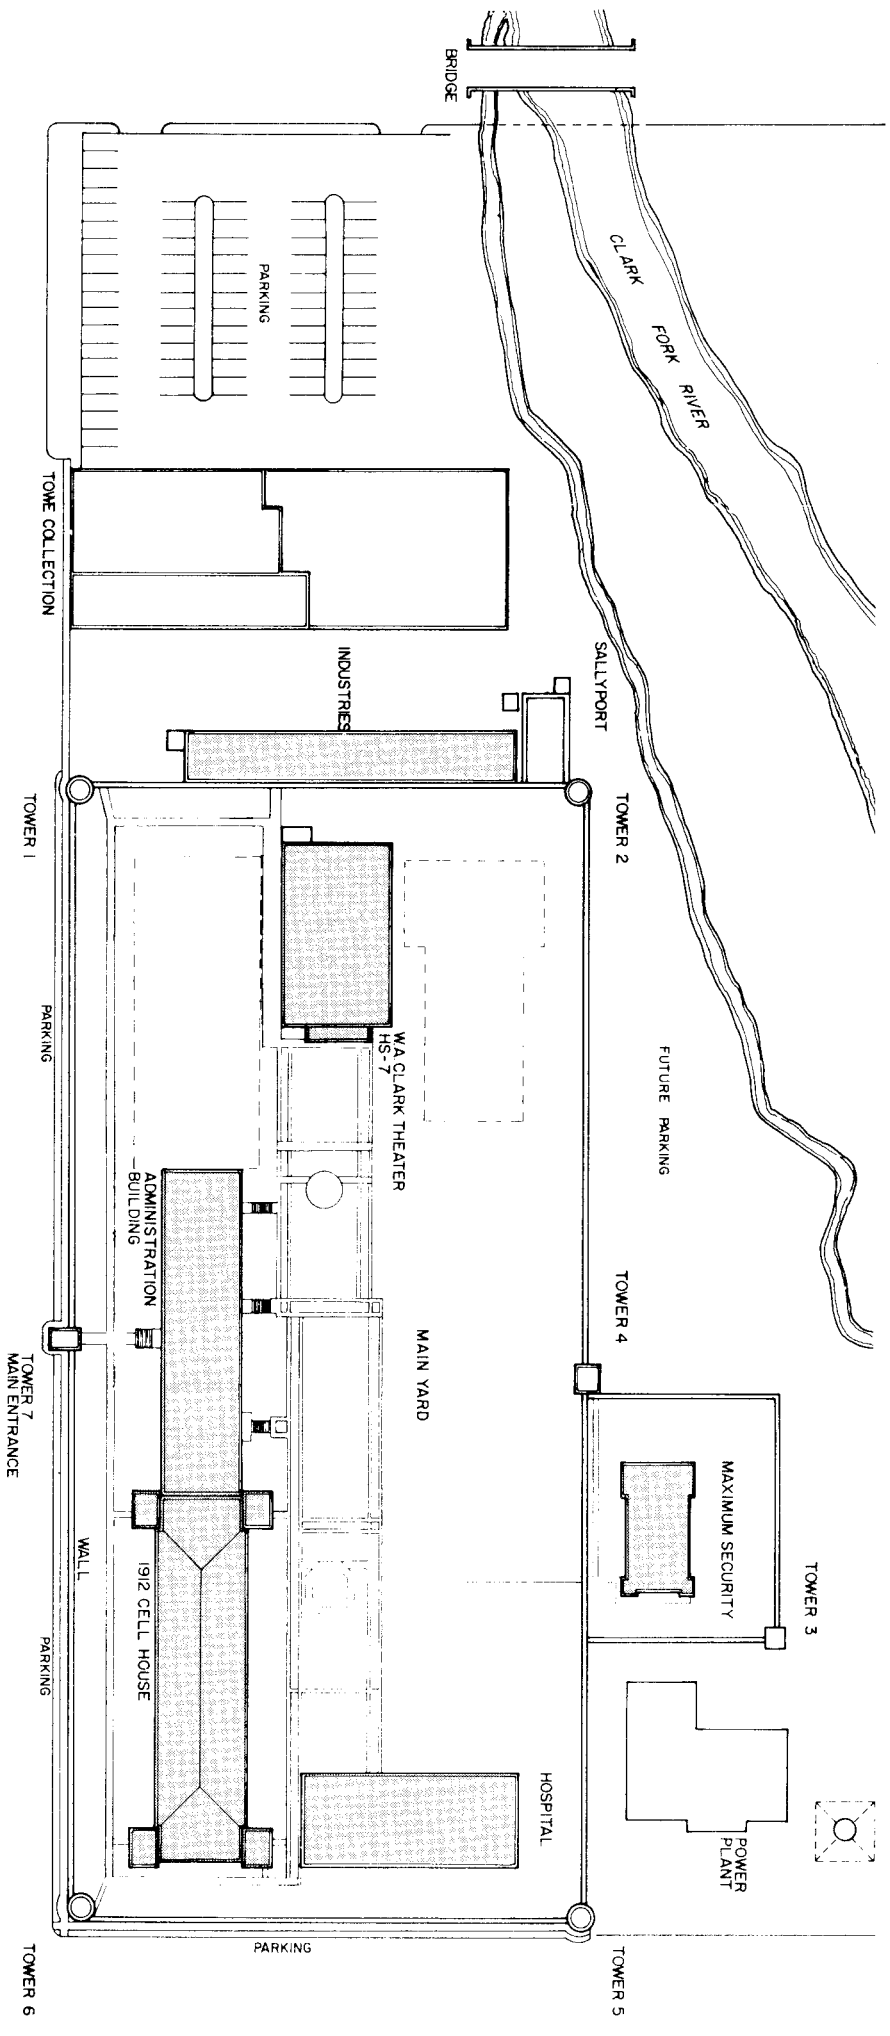 BRIDGE
CLARK FORK RIVER
PARKING
TOWE COLLECTION
INDUSTRIES
SALLYPORT
TOWER 1
TOWER 2
PARKING
W.A. CLARK THEATER
HS-7
FUTURE PARKING
ADMINISTRATION
BUILDING
MAIN YARD
TOWER 4
TOWER 7
MAIN ENTRANCE
MAXIMUM SECURITY
TOWER 3
WALL
1912 CELL HOUSE
PARKING
HOSPITAL
POWER
PLANT
PARKING
TOWER 6
TOWER 5